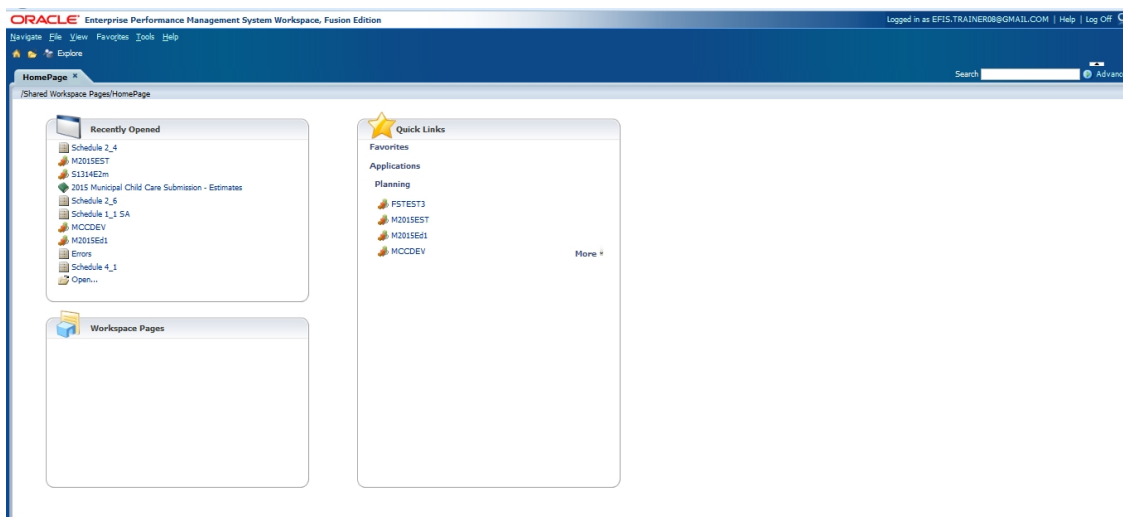 ORACLE® Enterprise Performance Management System Workspace, Fusion Edition
Logged in as EFIS.TRAINER08@GMAIL.COM | Help | Log Off
Navigate File View Favorites Tools Help
Explore
HomePage ×
Search
Advanc
/Shared Workspace Pages/HomePage
Recently Opened
Schedule 2_4
M2015EST
S1314E2m
2015 Municipal Child Care Submission - Estimates
Schedule 2_6
Schedule 1_1 SA
MCCDEV
M2015Ed1
Errors
Schedule 4_1
Open...
Quick Links
Favorites
Applications
Planning
FSTEST3
M2015EST
M2015Ed1
MCCDEV
More
Workspace Pages